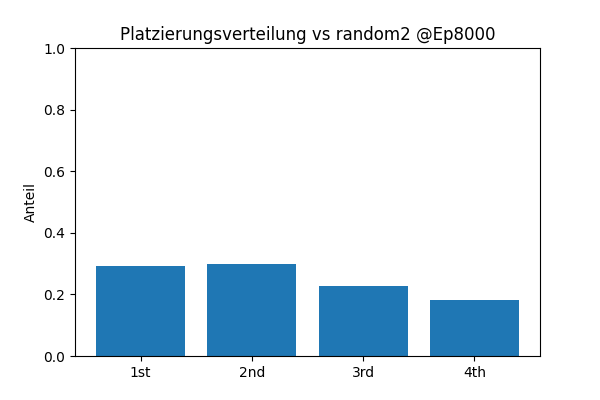 Platzierungsverteilung vs random2 @Ep8000
1.0
0.8
0.6
0.4
0.2
0.0
Anteil
1st
2nd
3rd
4th